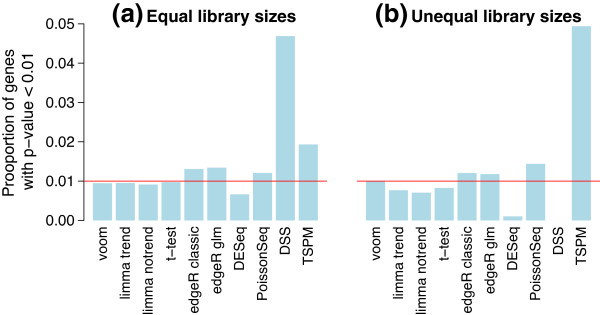 (a) Equal library sizes
(b) Unequal library sizes
Prooportion of genes
with p−value < 0.01
0.05
0.04
0.03
0.02
0.01
0.00
voom
limma trend
limma notrend
t−test
edgeR classic
edgeR glm
DESeq
PoissonSeq
DSS
TSPM
voom
limma trend
limma notrend
t−test
edgeR classic
edgeR glm
DESeq
PoissonSeq
DSS
TSPM